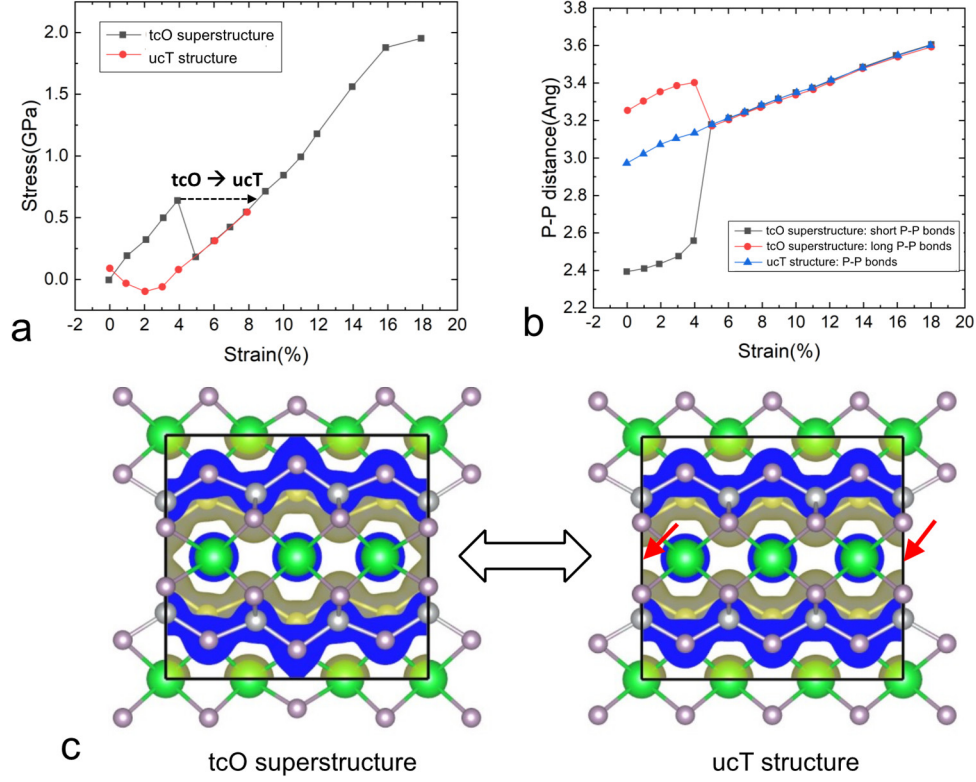 tcO superstructure
ucT structure
Stress(GPa)
2.0
1.5
1.0
0.5
0.0
tcO → ucT
-2 0 2 4 6 8 10 12 14 16 18 20
Strain(%)
a
P-P distance(Ang)
3.8
3.6
3.4
3.2
3.0
2.8
2.6
2.4
2.2
tcO superstructure: short P-P bonds
tcO superstructure: long P-P bonds
ucT structure: P-P bonds
-2 0 2 4 6 8 10 12 14 16 18 20
Strain(%)
b
c
tcO superstructure
ucT structure